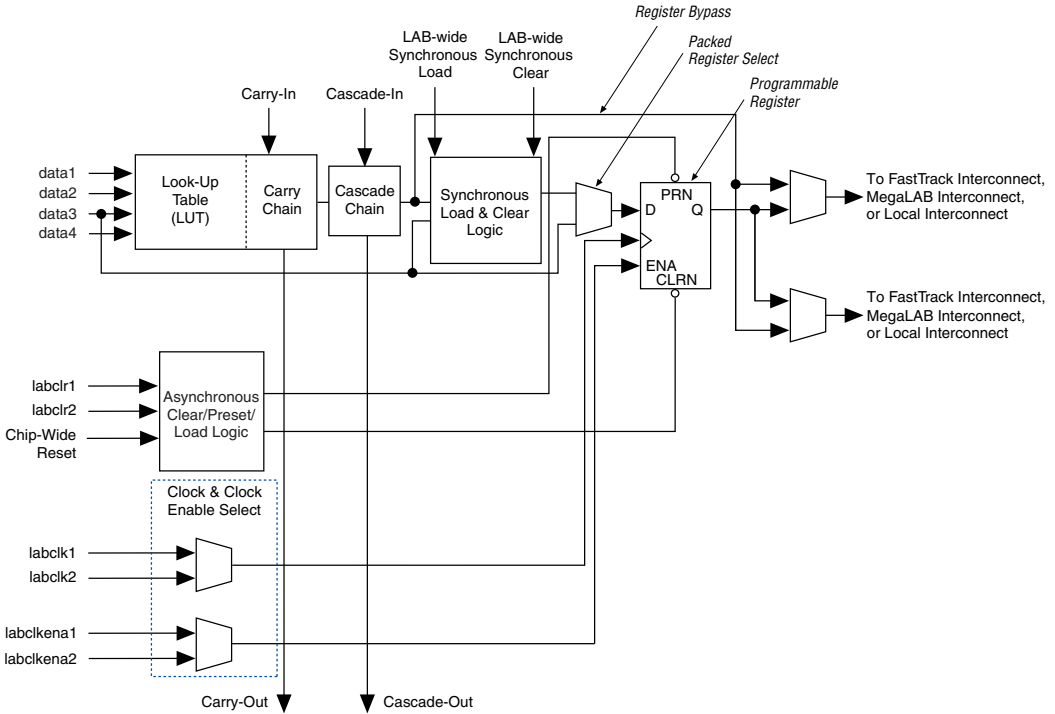 Register Bypass
Packed
Register Select
LAB-wide
Synchronous
Load
LAB-wide
Synchronous
Clear
Programmable
Register
Carry-In
Cascade-In
data1
data2
data3
data4
Look-Up
Table
(LUT)
Carry
Chain
Cascade
Chain
Synchronous
Load & Clear
Logic
PRN
D
Q
ENA
CLRN
To FastTrack Interconnect,
MegaLAB Interconnect,
or Local Interconnect
To FastTrack Interconnect,
MegaLAB Interconnect,
or Local Interconnect
labclr1
labclr2
Chip-Wide
Reset
Asynchronous
Clear/Preset/
Load Logic
Clock & Clock
Enable Select
labclk1
labclk2
labclkena1
labclkena2
Carry-Out
Cascade-Out